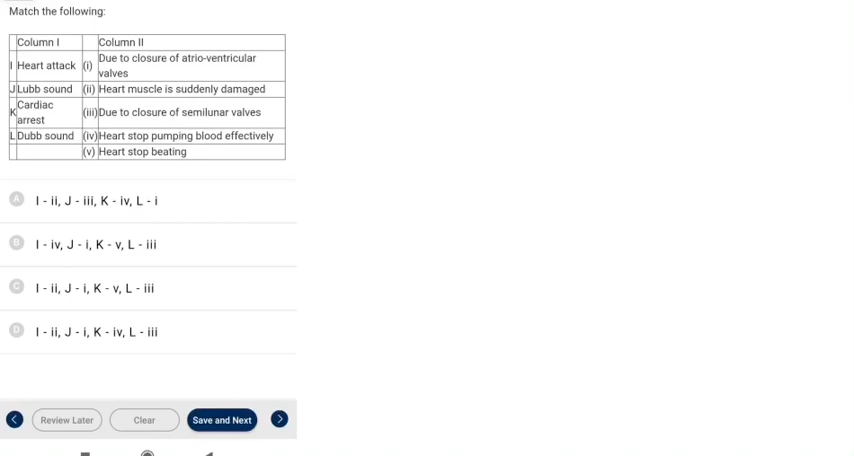 Match the following:
Column I Column II
I Heart attack (i) Due to closure of atrio-ventricular
valves
J Lubb sound (ii) Heart muscle is suddenly damaged
K Cardiac
arrest (iii) Due to closure of semilunar valves
L Dubb sound (iv) Heart stop pumping blood effectively
(v) Heart stop beating
A I - ii, J - iii, K - iv, L - i
B I - iv, J - i, K - v, L - iii
C I - ii, J - i, K - v, L - iii
D I - ii, J - i, K - iv, L - iii
Review Later Clear Save and Next